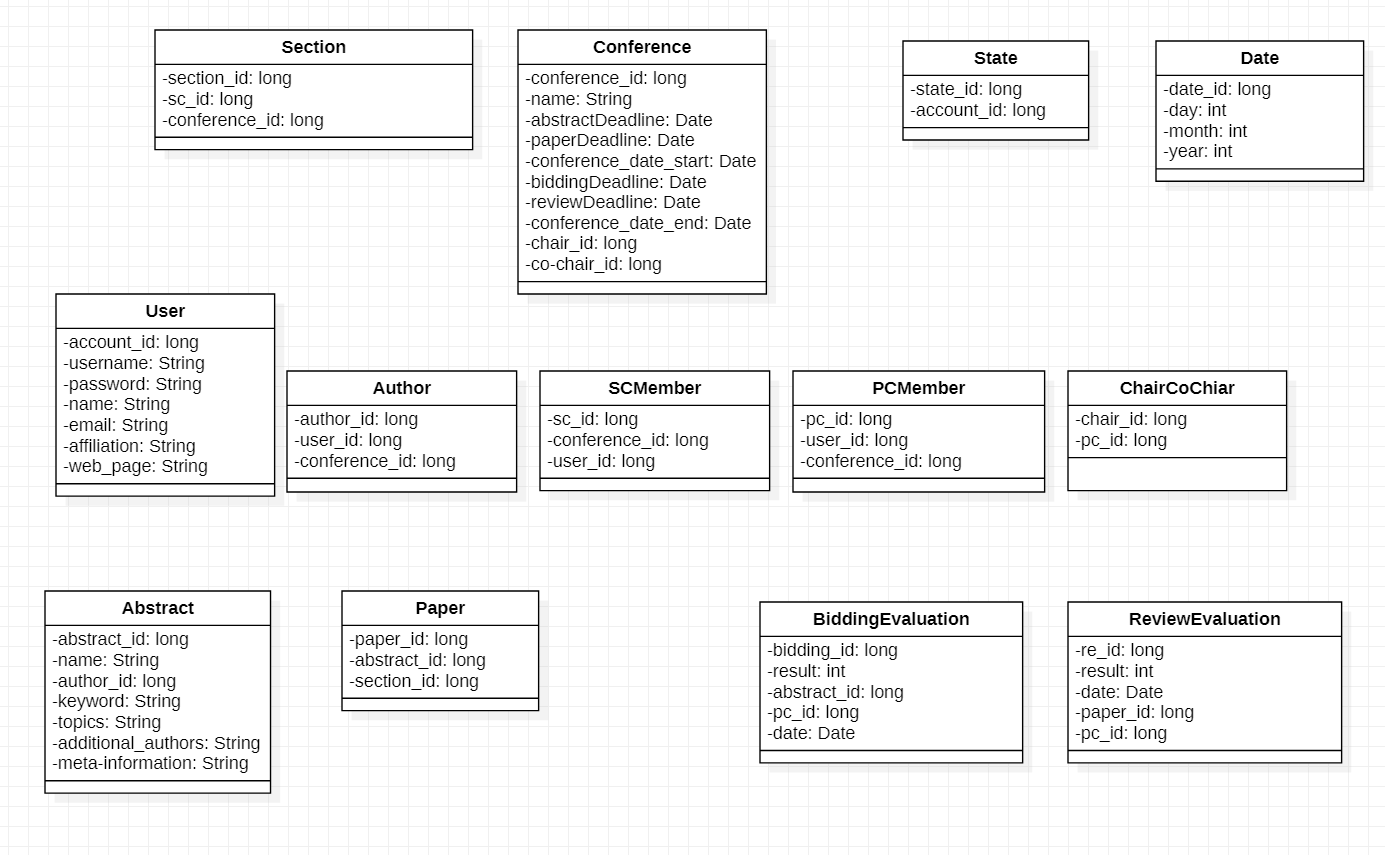 Section
-section_id: long
-sc_id: long
-conference_id: long
Conference
-conference_id: long
-name: String
-abstractDeadline: Date
-paperDeadline: Date
-conference_date_start: Date
-biddingDeadline: Date
-reviewDeadline: Date
-conference_date_end: Date
-chair_id: long
-co-chair_id: long
State
-state_id: long
-account_id: long
Date
-date_id: long
-day: int
-month: int
-year: int
User
-account_id: long
-username: String
-password: String
-name: String
-email: String
-affiliation: String
-web_page: String
Author
-author_id: long
-user_id: long
-conference_id: long
SCMember
-sc_id: long
-conference_id: long
-user_id: long
PCMember
-pc_id: long
-user_id: long
-conference_id: long
ChairCoChiar
-chair_id: long
-pc_id: long
Abstract
-abstract_id: long
-name: String
-author_id: long
-keyword: String
-topics: String
-additional_authors: String
-meta-information: String
Paper
-paper_id: long
-abstract_id: long
-section_id: long
BiddingEvaluation
-bidding_id: long
-result: int
-abstract_id: long
-pc_id: long
-date: Date
ReviewEvaluation
-re_id: long
-result: int
-date: Date
-paper_id: long
-pc_id: long